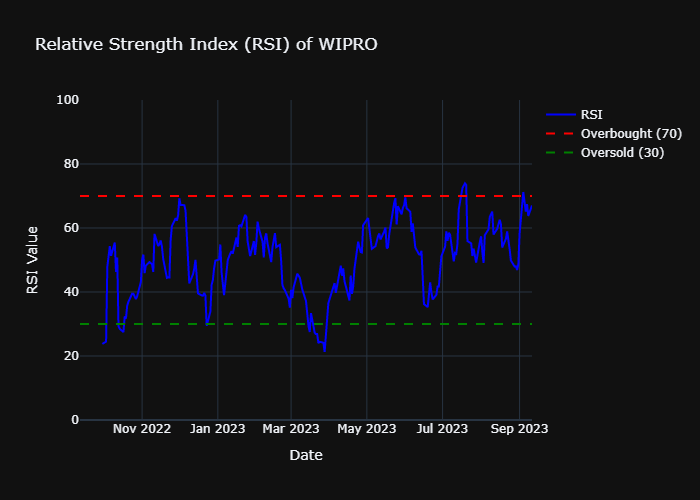 Relative Strength Index (RSI) of WIPRO
100
80
60
40
20
0
RSI Value
Nov 2022
Jan 2023
Mar 2023
May 2023
Jul 2023
Sep 2023
Date
RSI
Overbought (70)
Oversold (30)